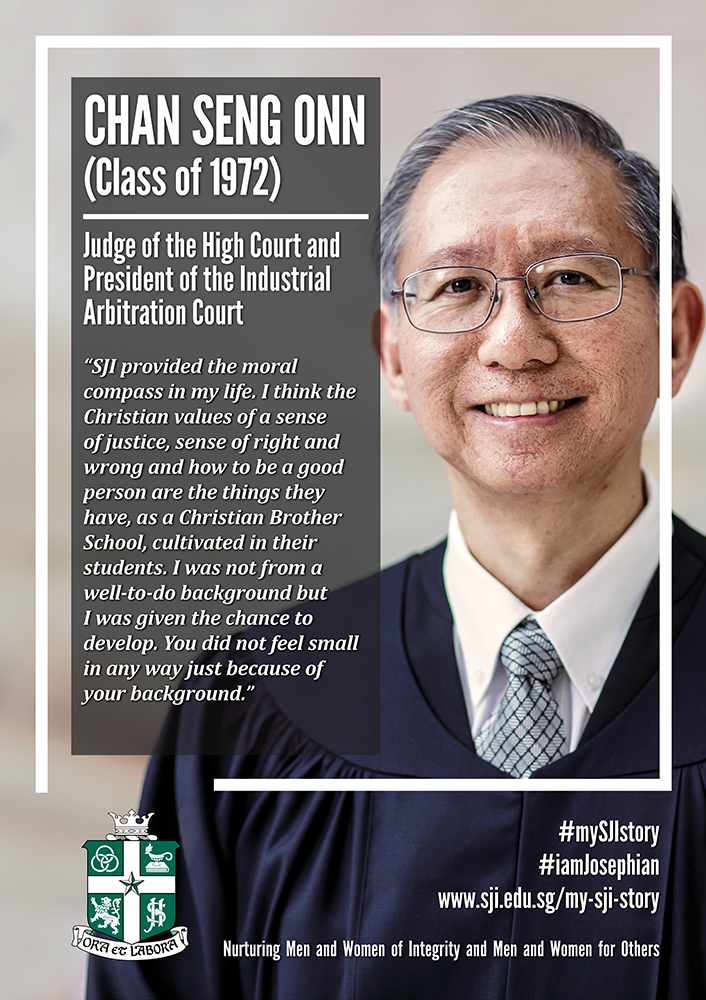 CHAN SENG ONN
(Class of 1972)
Judge of the High Court and
President of the Industrial
Arbitration Court
“SJI provided the moral
compass in my life. I think the
Christian values of a sense
of justice, sense of right and
wrong and how to be a good
person are the things they
have, as a Christian Brother
School, cultivated in their
students. I was not from a
well-to-do background but
I was given the chance to
develop. You did not feel small
in any way just because of
your background.”
#mySJIstory
#iamJosephian
www.sji.edu.sg/my-sji-story
ORA ET LABORA
Nurturing Men and Women of Integrity and Men and Women for Others